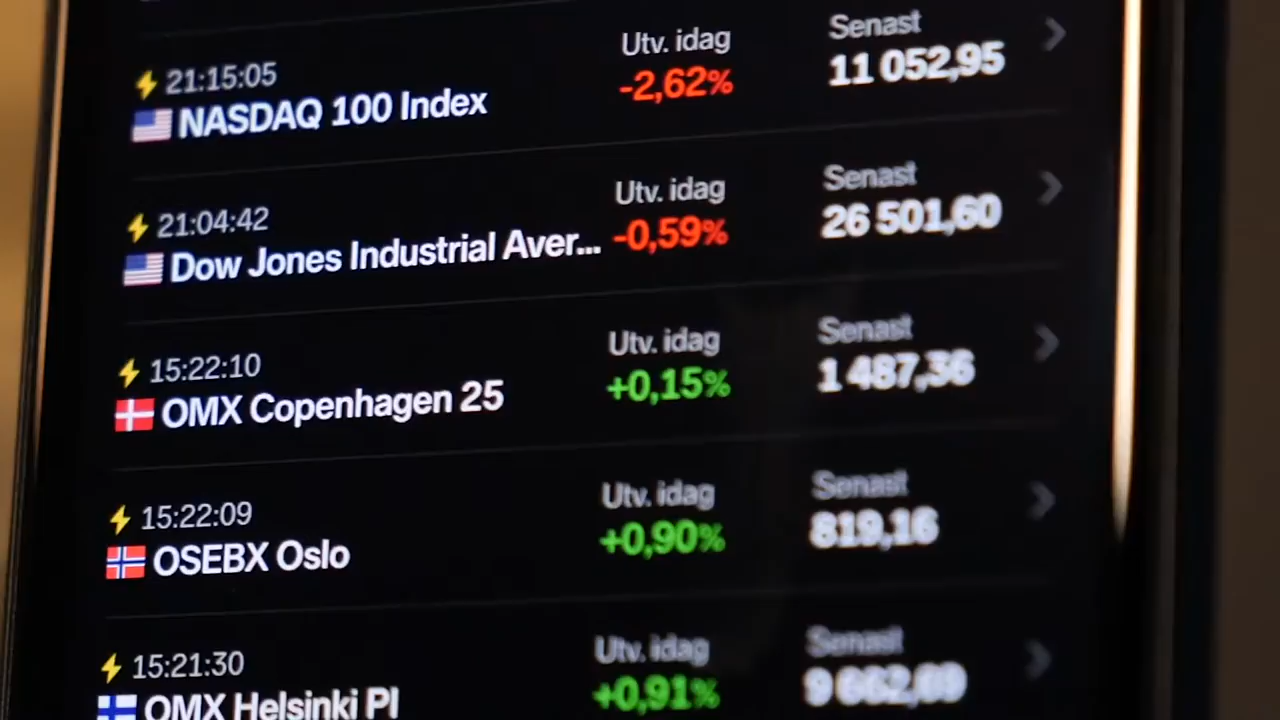 Utv. idag Senast
21:15:05 -2,62% 11 052,95
NASDAQ 100 Index
Utv. idag Senast
21:04:42 -0,59% 26 501,60
Dow Jones Industrial Aver...
Utv. idag Senast
15:22:10 +0,15% 1 487,36
OMX Copenhagen 25
Utv. idag Senast
15:22:09 +0,90% 819,16
OSEBX Oslo
Utv. idag Senast
15:21:30 +0,91%
OMX Helsinki PI